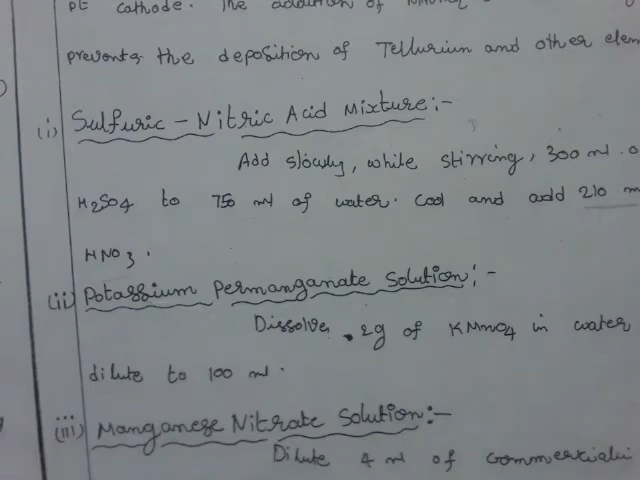 Pt cathode. The addition of
prevents the deposition of Tellurium and other elem
(i) Sulfuric - Nitric Acid Mixture:-
Add slowly, while stirring, 300 ml. o
H2SO4 to 750 ml of water. Cool and add 210 m
HNO3.
(ii) Potassium Permanganate Solution:-
Dissolve 2g of KMnO4 in water
dilute to 100 ml.
(iii) Manganese Nitrate Solution:-
Dilute 4 ml of Commerciali